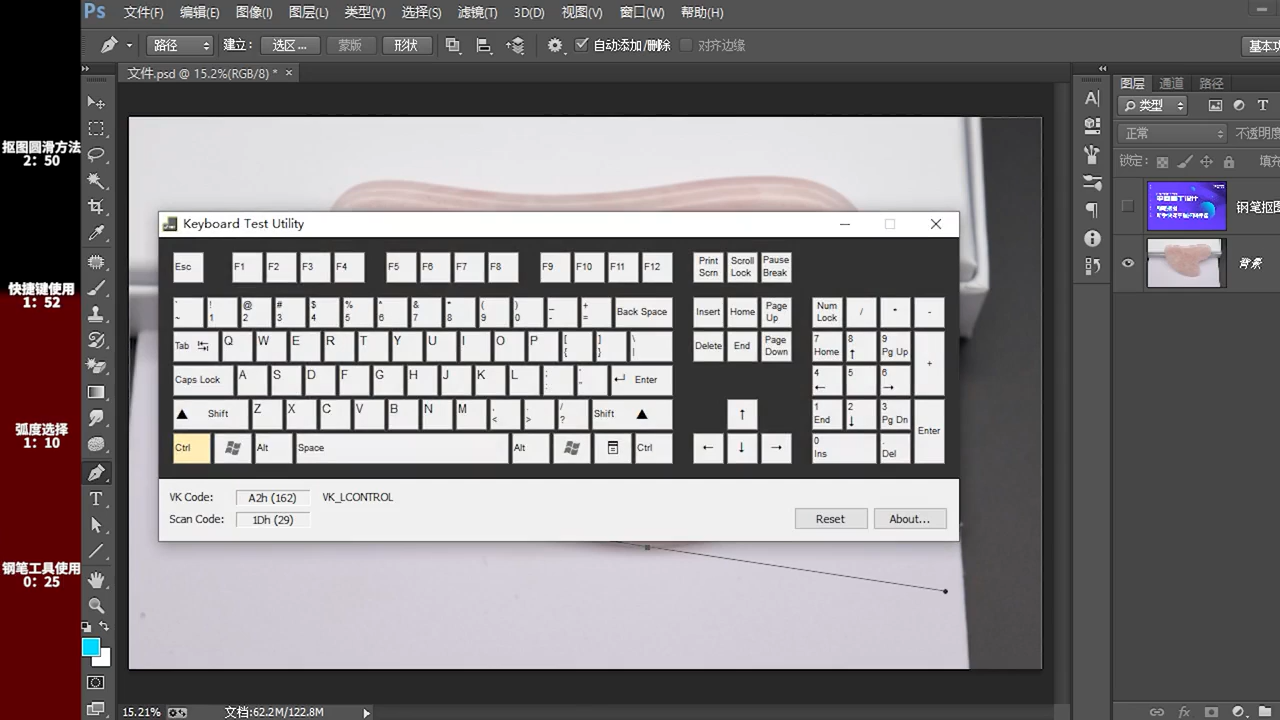 Ps 文件(F) 编辑(E) 图像(I) 图层(L) 类型(Y) 选择(S) 滤镜(T) 3D(D) 视图(V) 窗口(W) 帮助(H)
路径 建立: 选区... 蒙版 形状 自动添加/删除 对齐边缘 基本功
文件.psd @ 15.2%(RGB/8) * ×
抠图圆滑方法
2：50
快捷键使用
1：52
弧度选择
1：10
钢笔工具使用
0：25
Keyboard Test Utility
Esc F1 F2 F3 F4 F5 F6 F7 F8 F9 F10 F11 F12 Print Scrn Scroll Lock Pause Break
` ~ ! 1 @ 2 # 3 $ 4 % 5 ^ 6 & 7 * 8 ( 9 ) 0 _ - + = Back Space Insert Home Page Up Num Lock / * -
Tab Q W E R T Y U I O P [ { ] } \ | Delete End Page Down 7 Home 8 ↑ 9 Pg Up +
Caps Lock A S D F G H J K L ; : ' " Enter 4 ← 5 6 →
Shift Z X C V B N M , < . > / ? Shift ↑ 1 End 2 ↓ 3 Pg Dn Enter
Ctrl Alt Space Alt Ctrl ← ↓ → 0 Ins . Del
VK Code: A2h (162) VK_LCONTROL
Scan Code: 1Dh (29)
Reset About...
图层 通道 路径
类型
正常 不透明
锁定: 填充
钢笔抠图
背景
15.21% 文档:62.2M/122.8M